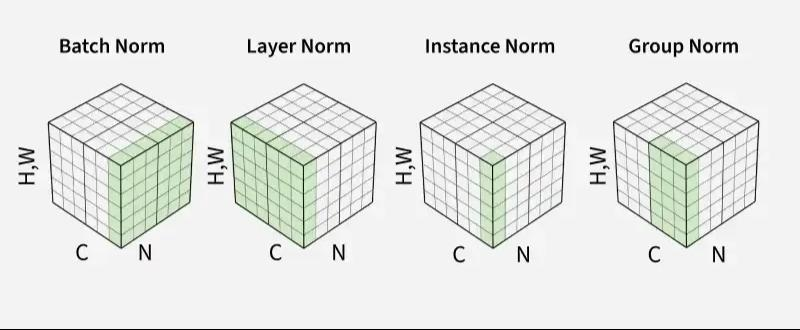 Batch Norm
Layer Norm
Instance Norm
Group Norm
H,W
H,W
H,W
H,W
C
N
C
N
C
N
C
N